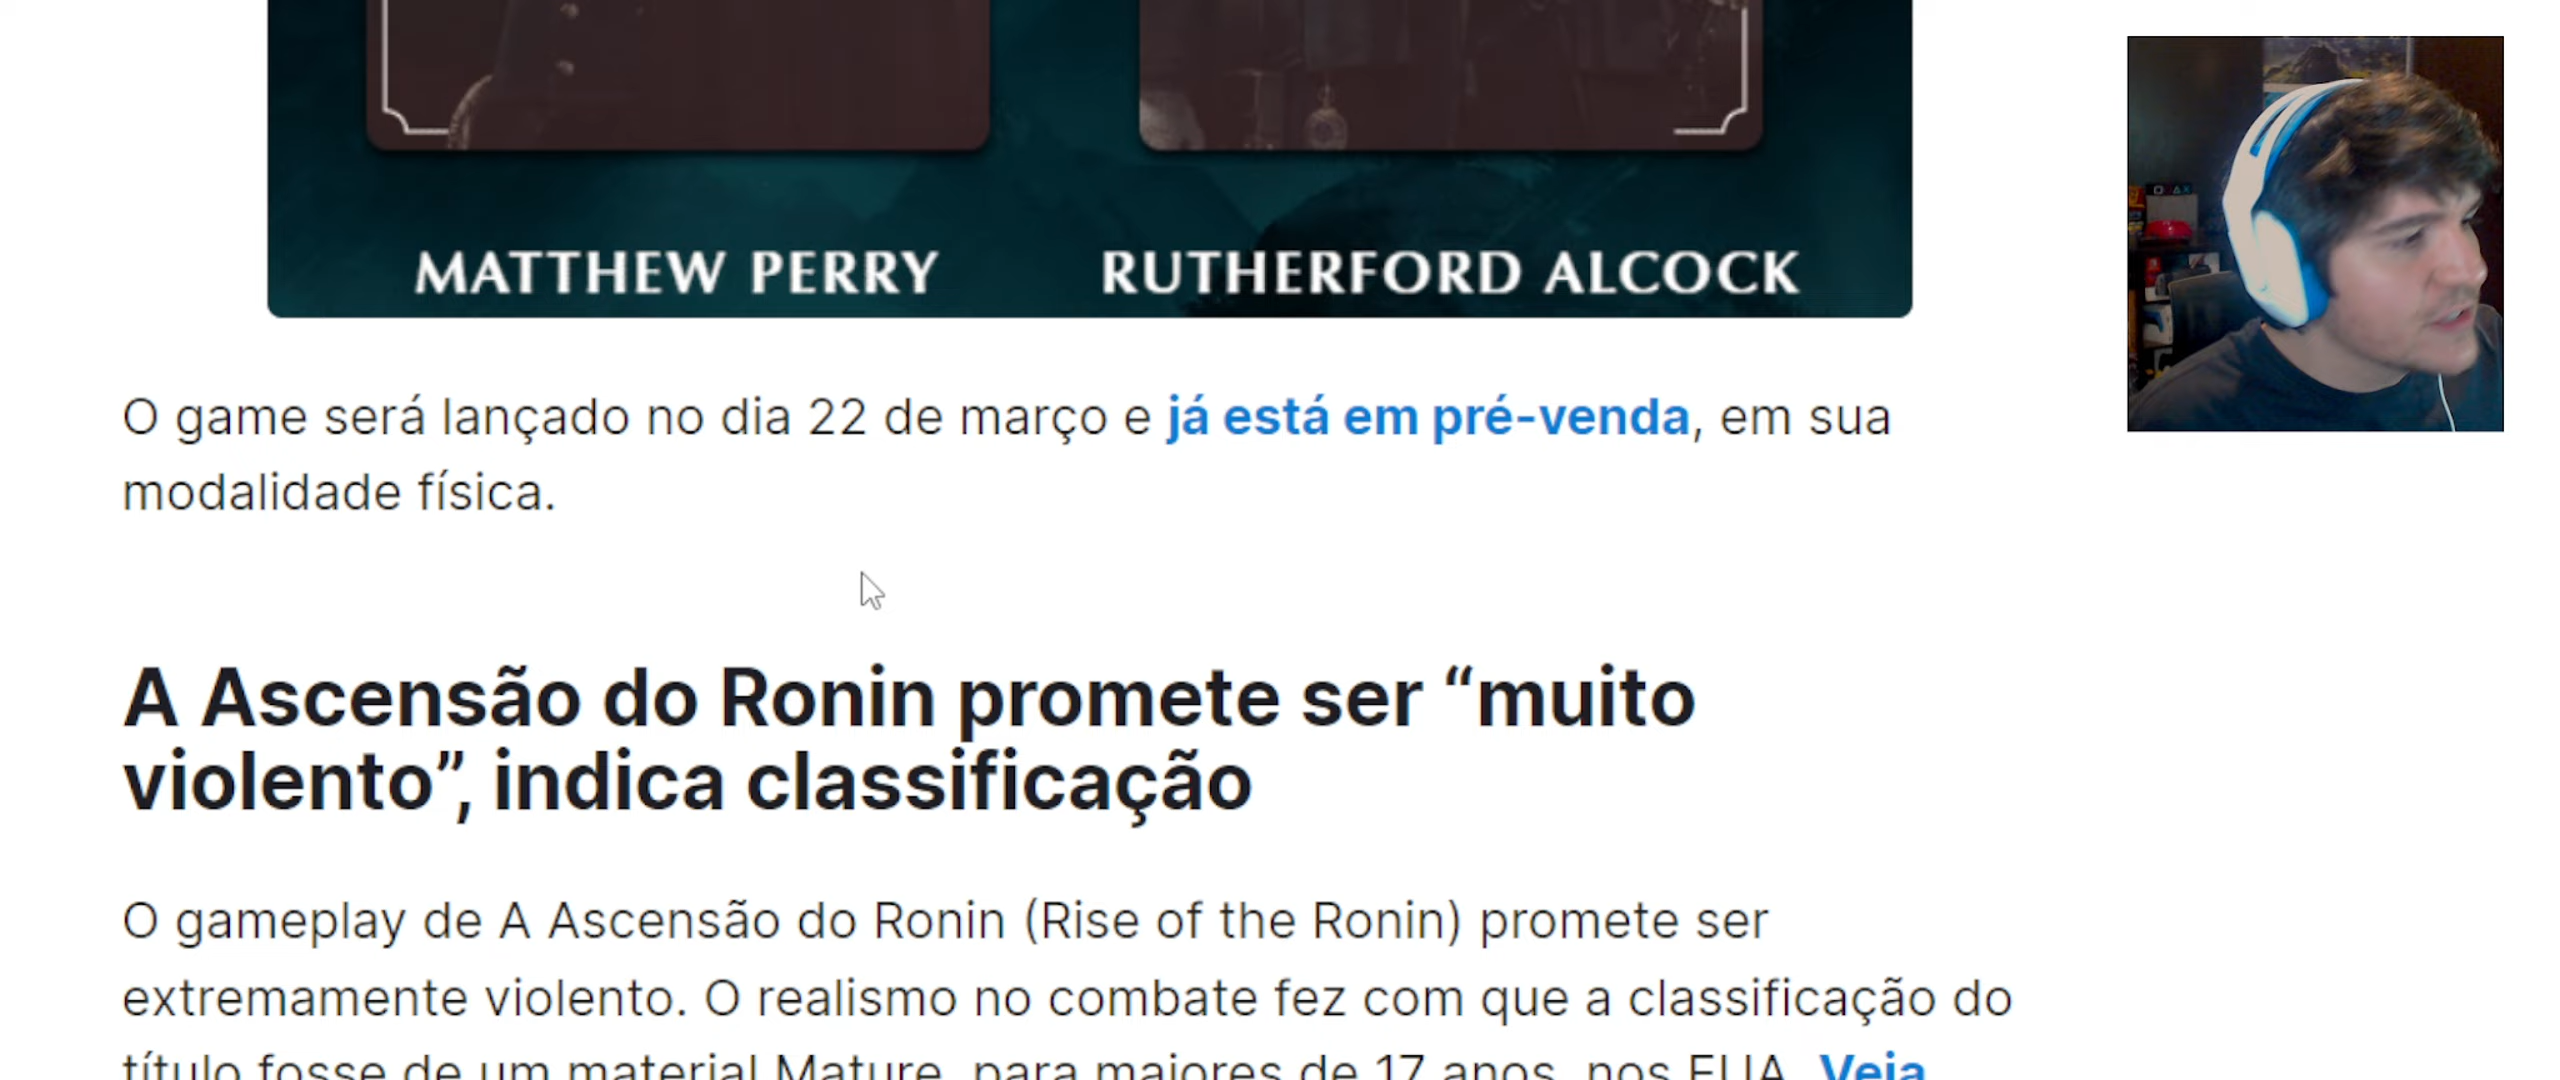 MATTHEW PERRY RUTHERFORD ALCOCK
O game será lançado no dia 22 de março e já está em pré-venda, em sua
modalidade física.
A Ascensão do Ronin promete ser “muito
violento”, indica classificação
O gameplay de A Ascensão do Ronin (Rise of the Ronin) promete ser
extremamente violento. O realismo no combate fez com que a classificação do
título fosse de um material Mature, para maiores de 17 anos, nos EUA. Veja